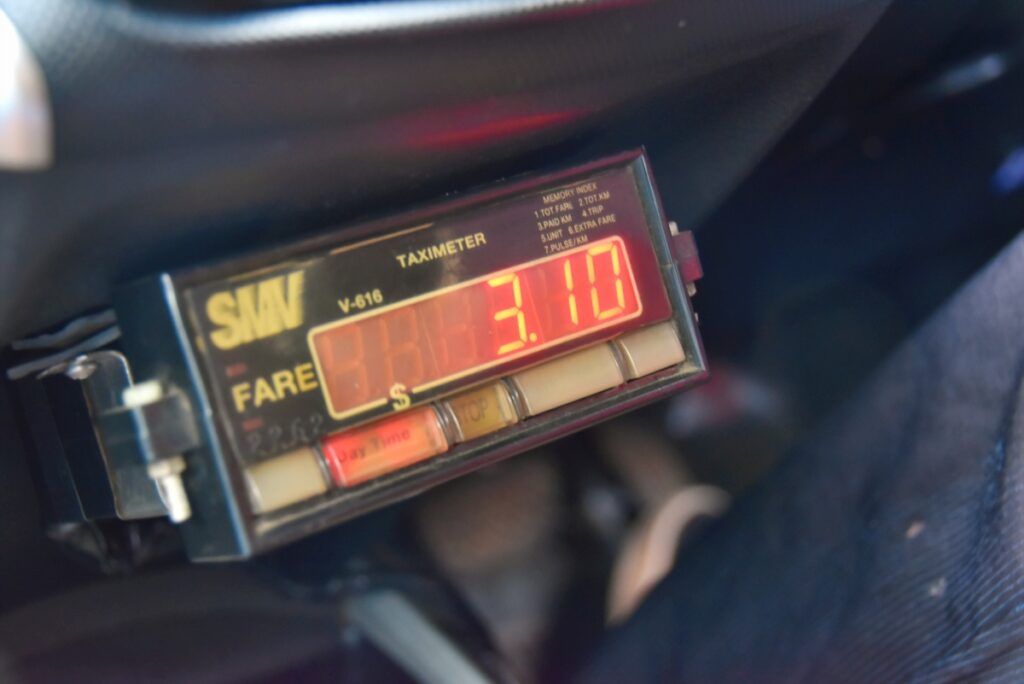 MEMORY INDEX
1.TOT.FARE 2.TOT.KM
3.PAID KM 4.TRIP
5.UNIT 6.EXTRA FARE
7.PULSE/KM
TAXIMETER
SMV
V-616
3.10
FARE
$
Day Time
STOP